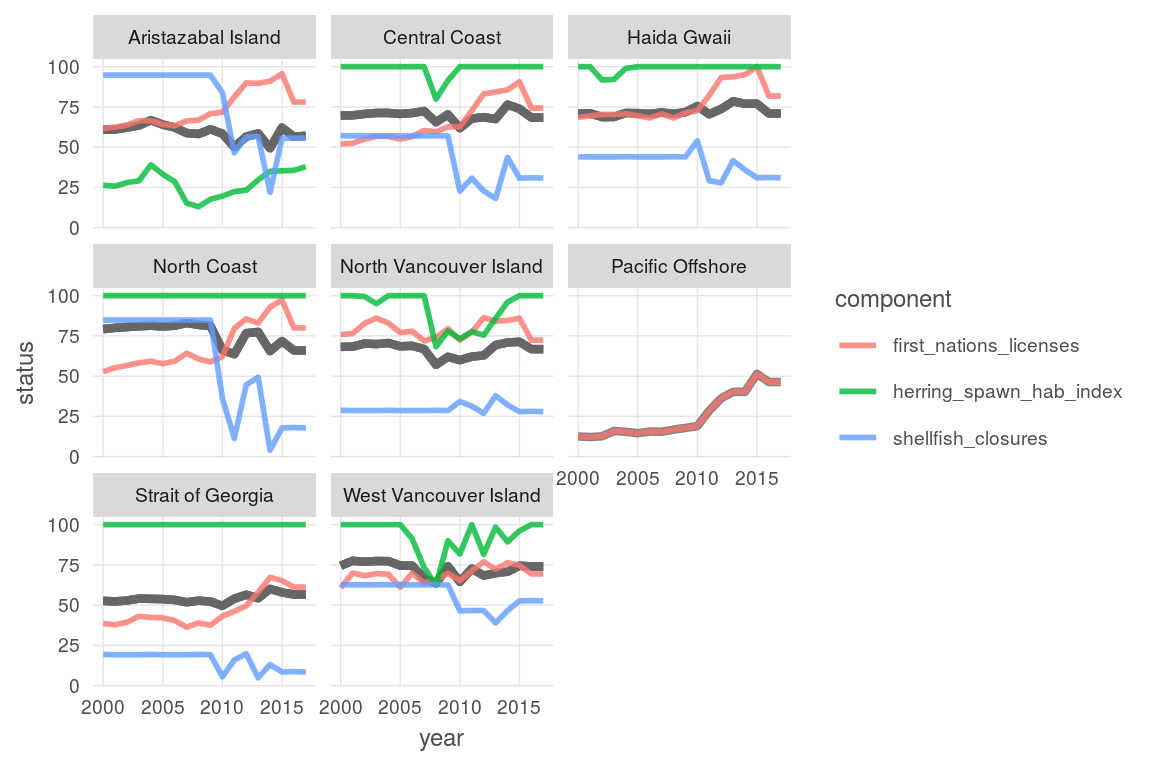 Aristazabal Island Central Coast Haida Gwaii
100
75
50
25
0
North Coast North Vancouver Island Pacific Offshore
100
75
50
25
0
2000 2005 2010 2015
Strait of Georgia West Vancouver Island
100
75
50
25
0
2000 2005 2010 2015 2000 2005 2010 2015
status
year
component
first_nations_licenses
herring_spawn_hab_index
shellfish_closures